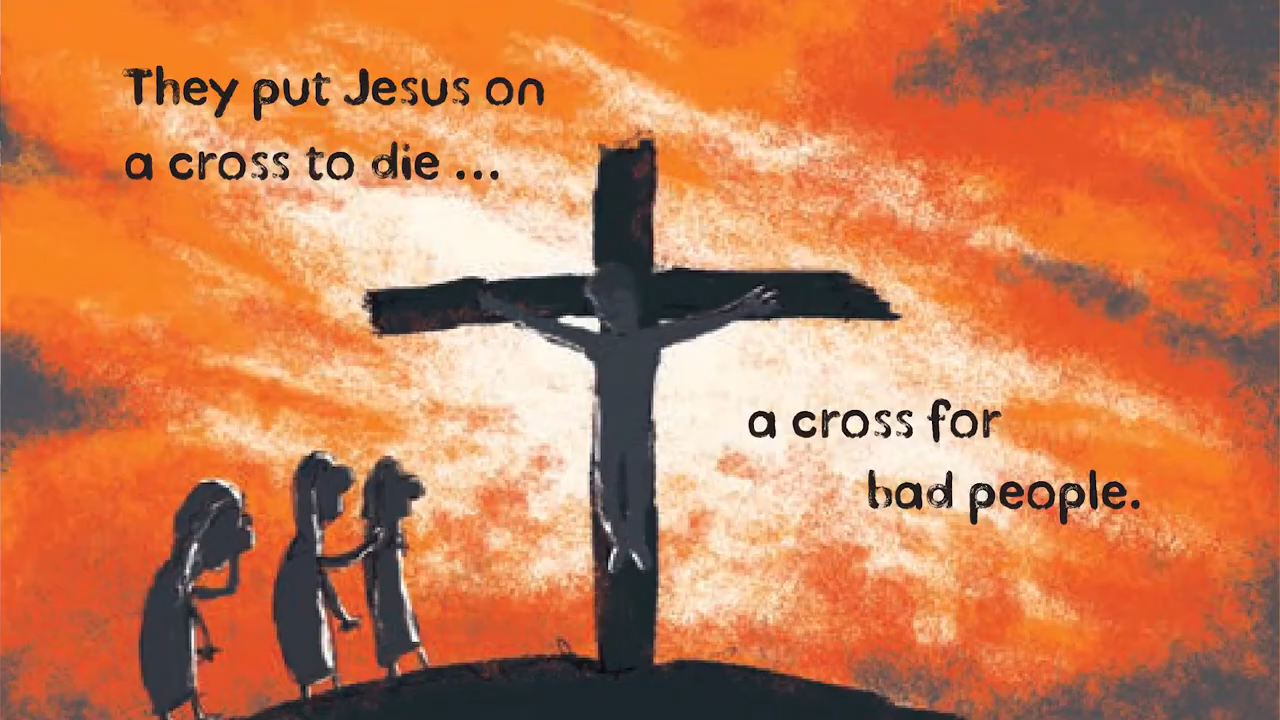 They put Jesus on
a cross to die ...
a cross for
bad people.